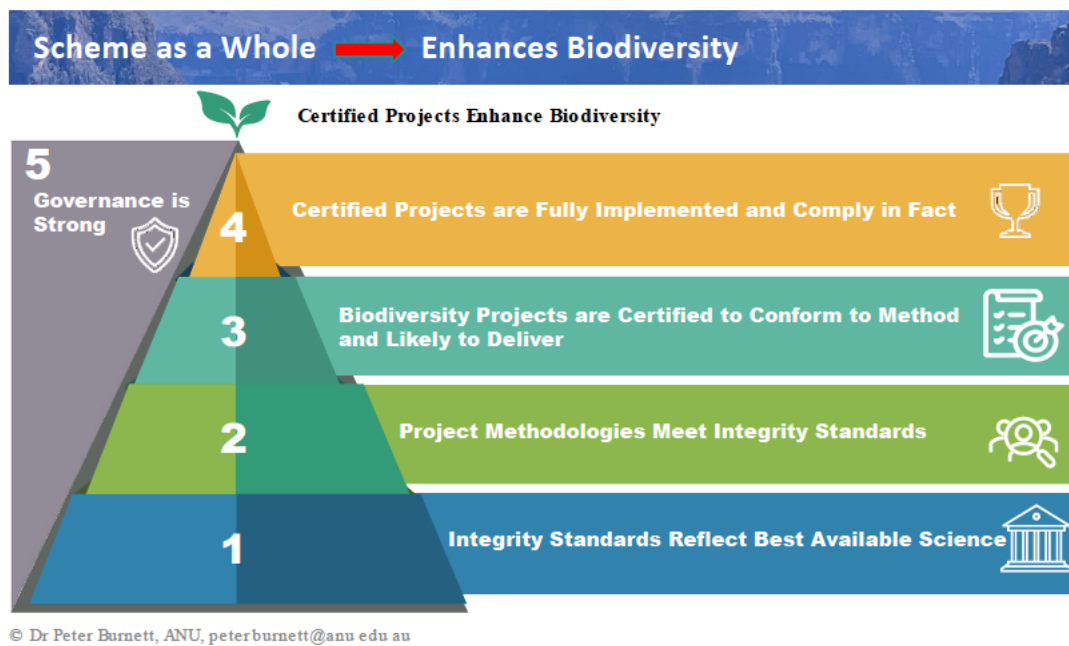 Scheme as a Whole Enhances Biodiversity
Certified Projects Enhance Biodiversity
5
Governance is
Strong
4
Certified Projects are Fully Implemented and Comply in Fact
3
Biodiversity Projects are Certified to Conform to Method
and Likely to Deliver
2
Project Methodologies Meet Integrity Standards
1
Integrity Standards Reflect Best Available Science
© Dr Peter Burnett, ANU, peterburnett@anu edu au